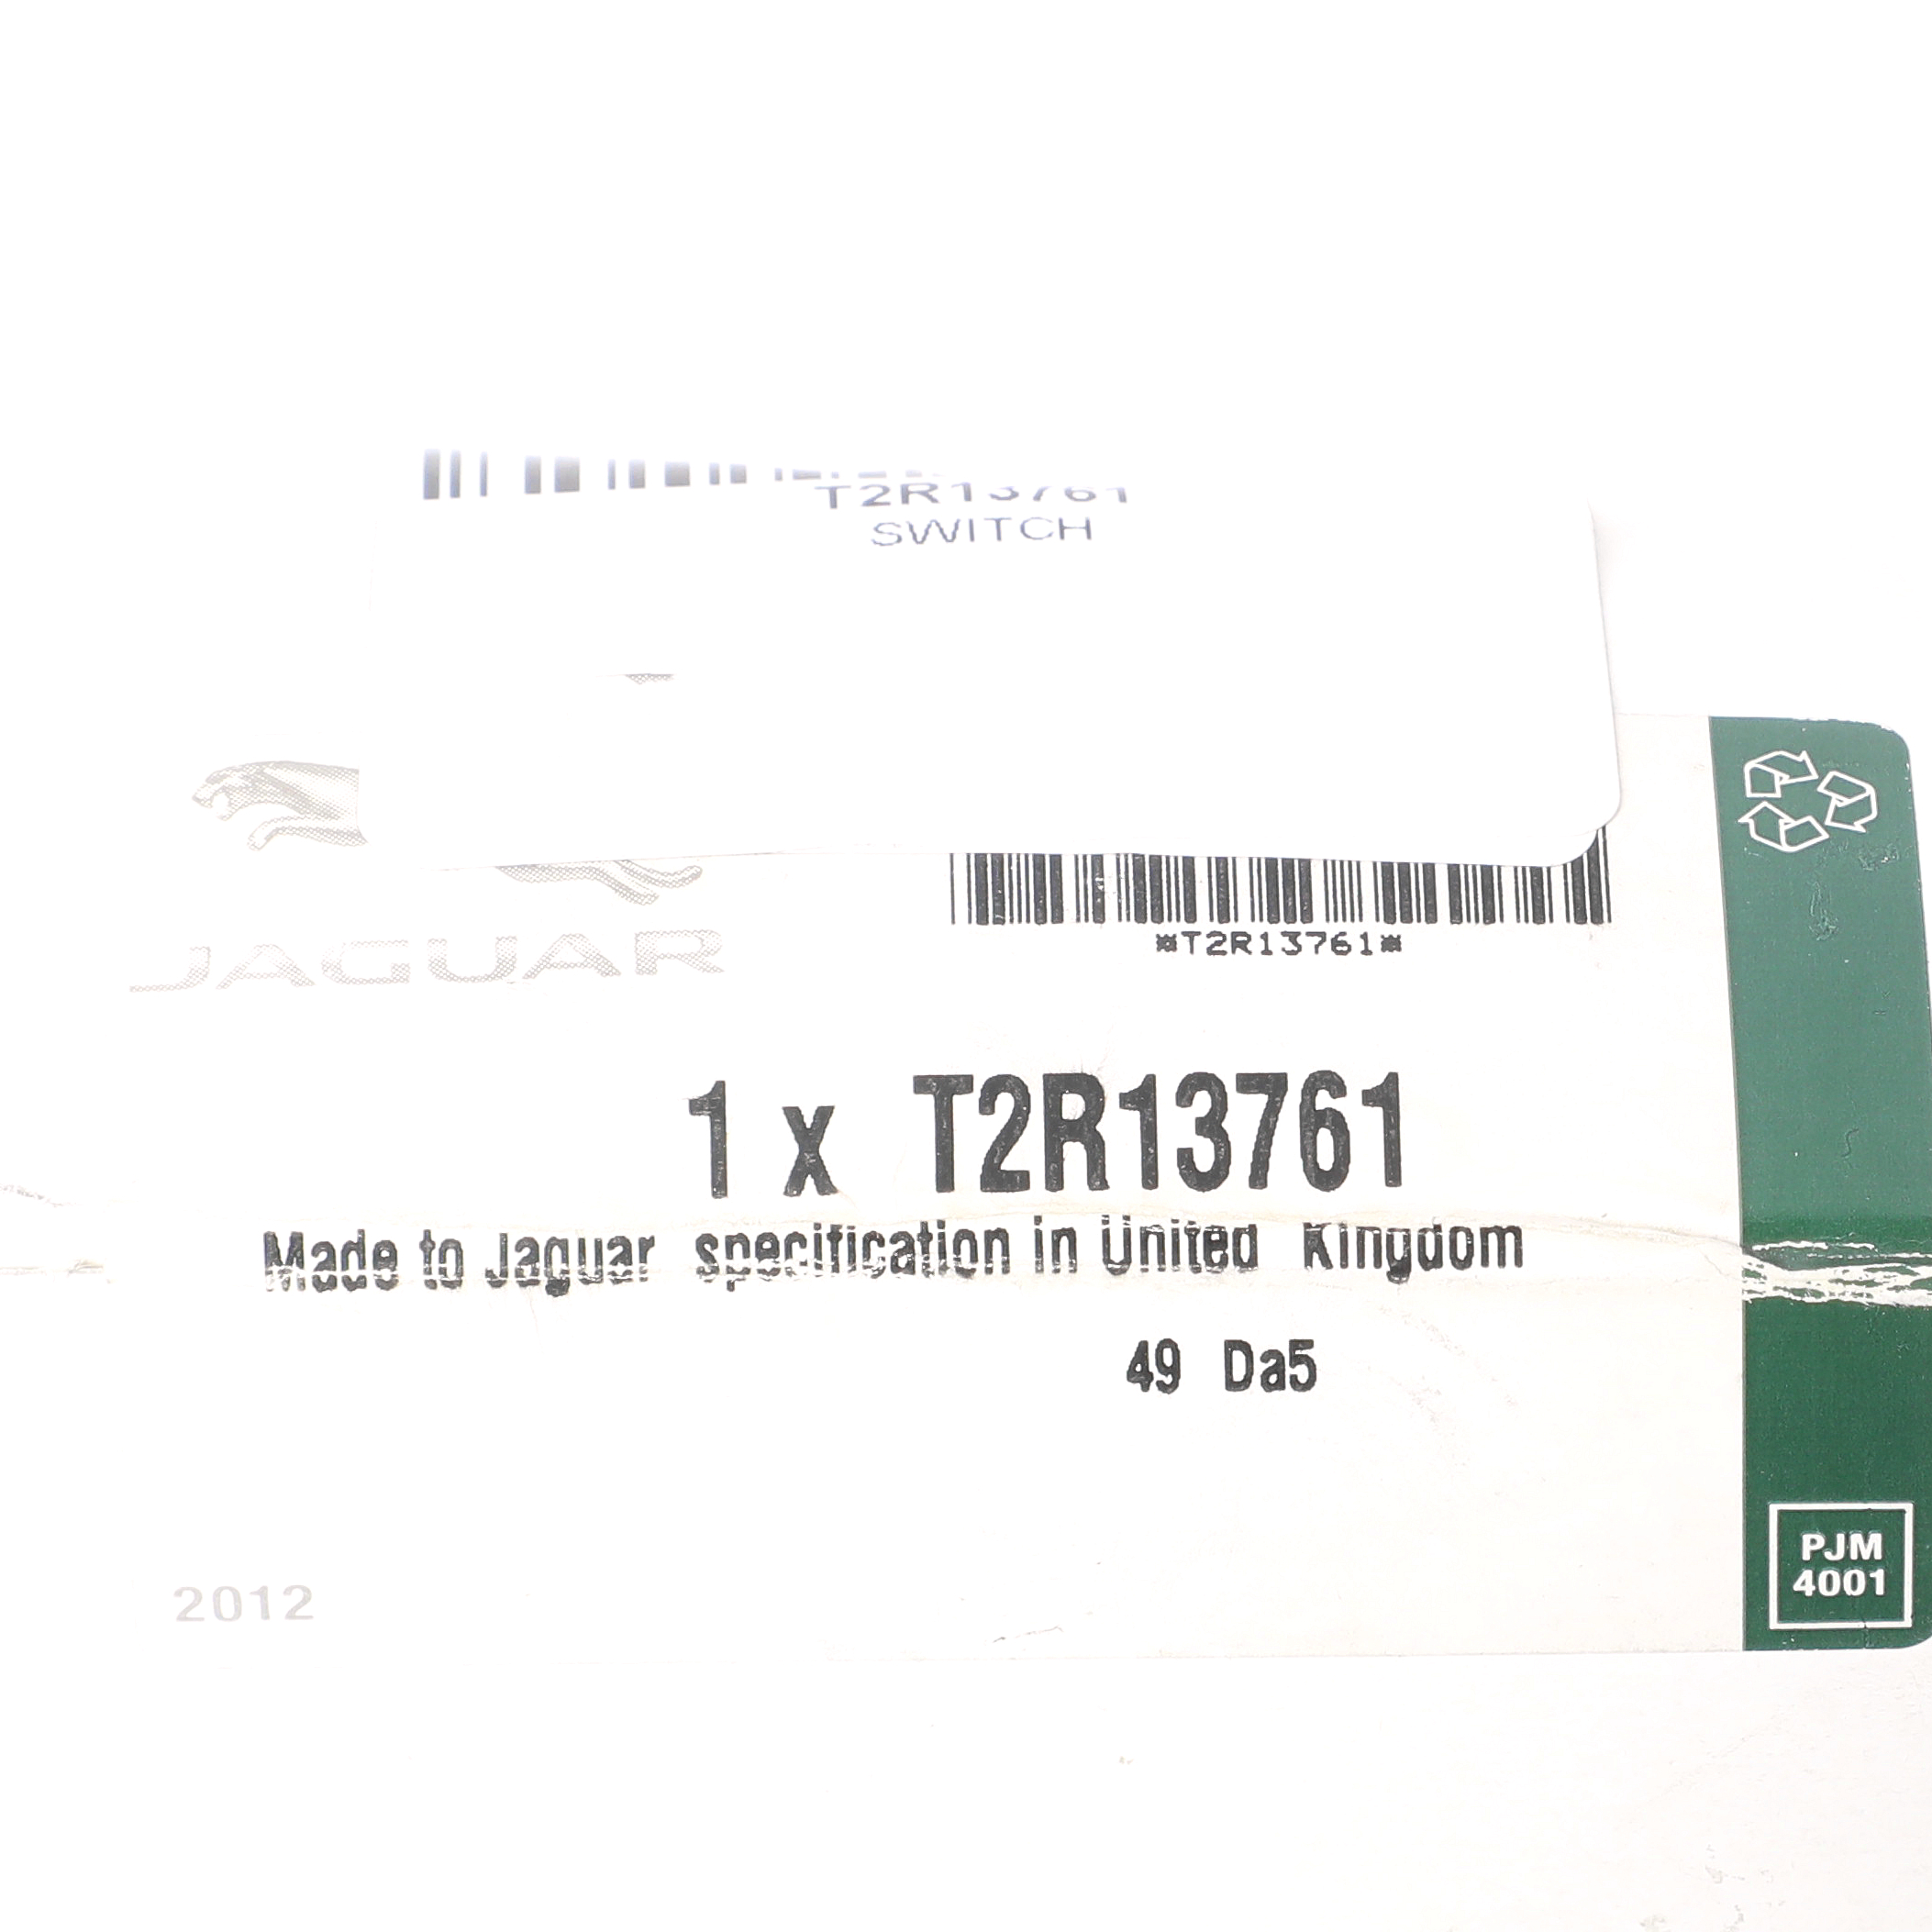 T2R13761
SWITCH
JAGUAR
*T2R13761*
1 x T2R13761
Made to Jaguar specification in United Kingdom
49 Da5
PJM
4001
2012